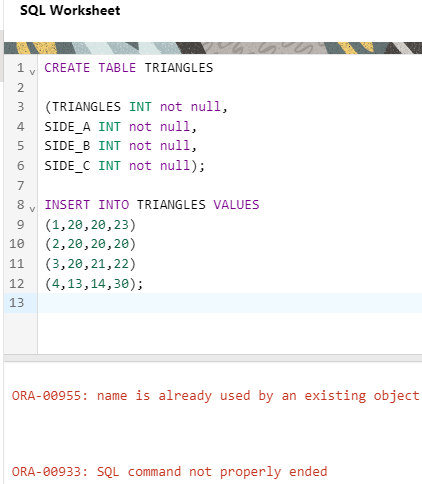 SQL Worksheet
1 CREATE TABLE TRIANGLES
2
3 (TRIANGLES INT not null,
4 SIDE_A INT not null,
5 SIDE_B INT not null,
6 SIDE_C INT not null);
7
8 INSERT INTO TRIANGLES VALUES
9 (1,20,20,23)
10 (2,20,20,20)
11 (3,20,21,22)
12 (4,13,14,30);
13
ORA-00955: name is already used by an existing object
ORA-00933: SQL command not properly ended